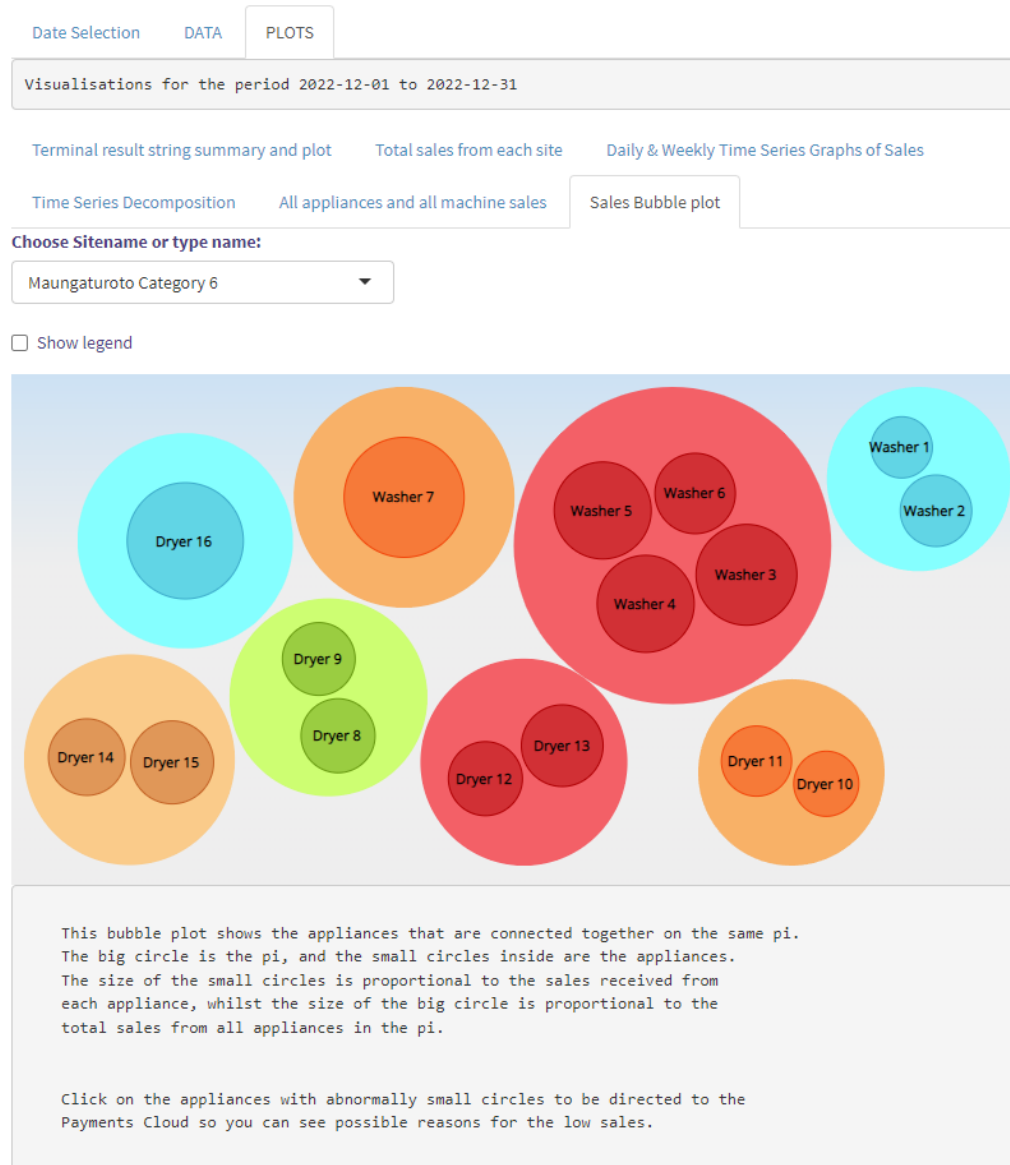 Date Selection DATA PLOTS
Visualisations for the period 2022-12-01 to 2022-12-31
Terminal result string summary and plot Total sales from each site Daily & Weekly Time Series Graphs of Sales
Time Series Decomposition All appliances and all machine sales Sales Bubble plot
Choose Sitename or type name:
Maungaturoto Category 6
Show legend
Washer 1
Washer 7
Washer 6
Washer 5
Washer 2
Dryer 16
Washer 3
Washer 4
Dryer 9
Dryer 8
Dryer 13
Dryer 14
Dryer 15
Dryer 11
Dryer 12
Dryer 10
This bubble plot shows the appliances that are connected together on the same pi.
The big circle is the pi, and the small circles inside are the appliances.
The size of the small circles is proportional to the sales received from
each appliance, whilst the size of the big circle is proportional to the
total sales from all appliances in the pi.
Click on the appliances with abnormally small circles to be directed to the
Payments Cloud so you can see possible reasons for the low sales.